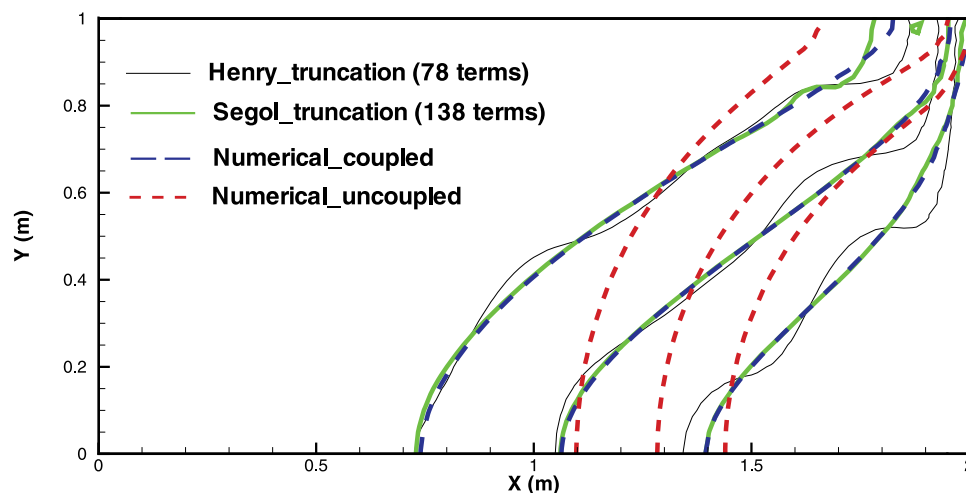 1
0.8
0.6
0.4
0.2
0
Y (m)
Henry_truncation (78 terms)
Segol_truncation (138 terms)
Numerical_coupled
Numerical_uncoupled
0
0.5
1
1.5
2
X (m)